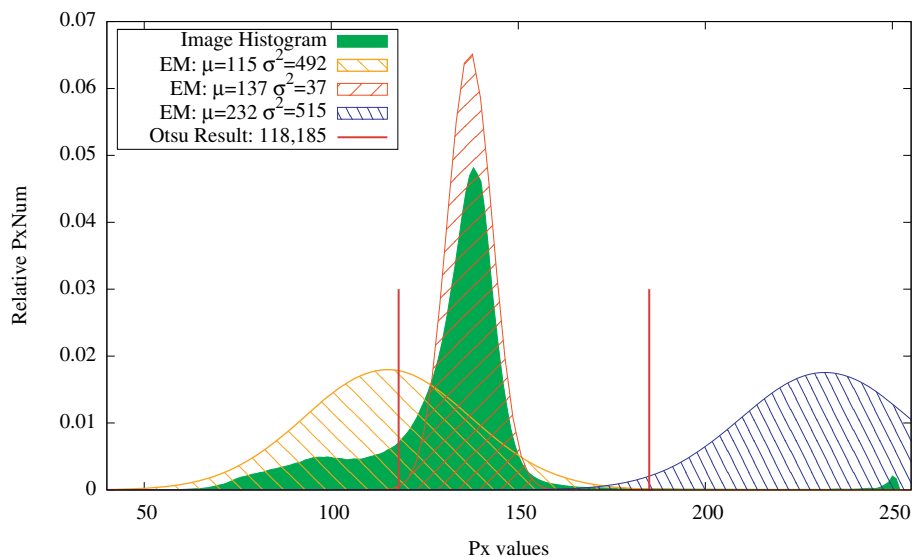 0.07
0.06
0.05
0.04
0.03
0.02
0.01
0
Relative PxNum
Image Histogram
EM: μ=115 σ²=492
EM: μ=137 σ²=37
EM: μ=232 σ²=515
Otsu Result: 118,185
50 100 150 200 250
Px values